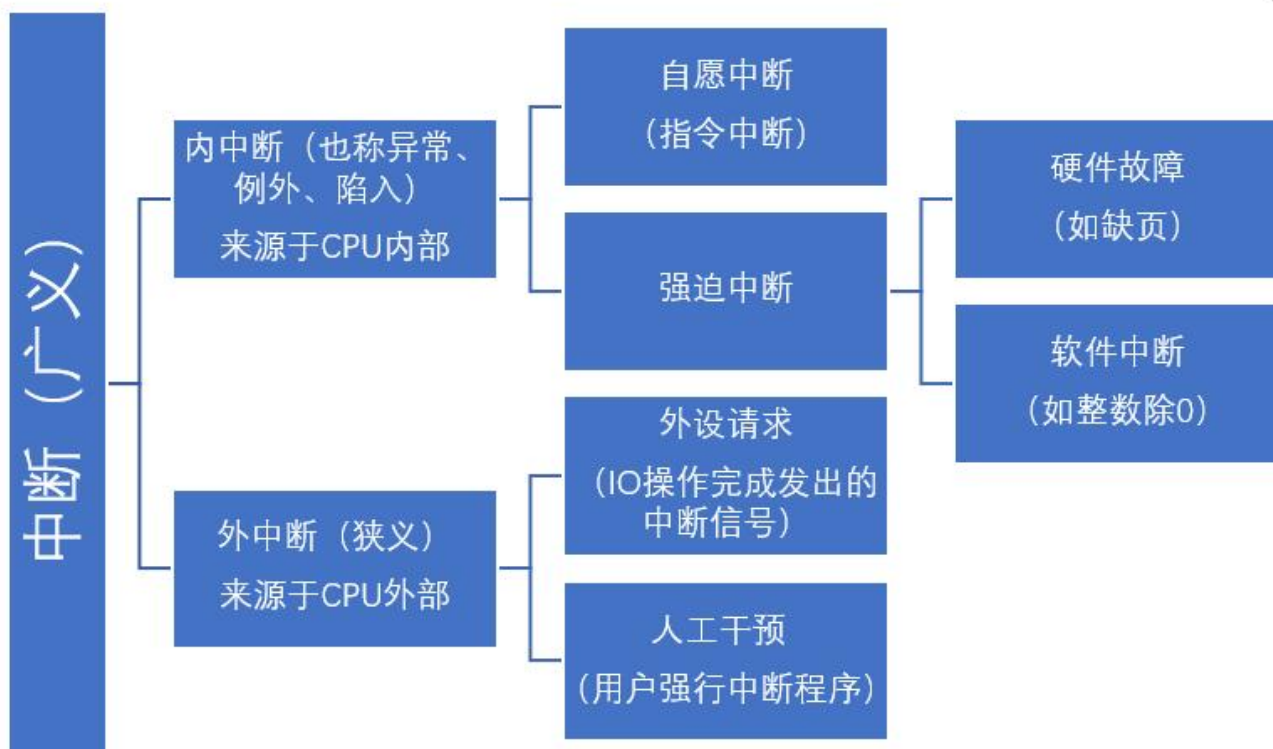 中断（广义）
内中断（也称异常、
例外、陷入）
来源于CPU内部
自愿中断
（指令中断）
强迫中断
硬件故障
（如缺页）
软件中断
（如整数除0）
外中断（狭义）
来源于CPU外部
外设请求
（IO操作完成发出的
中断信号）
人工干预
（用户强行中断程序）